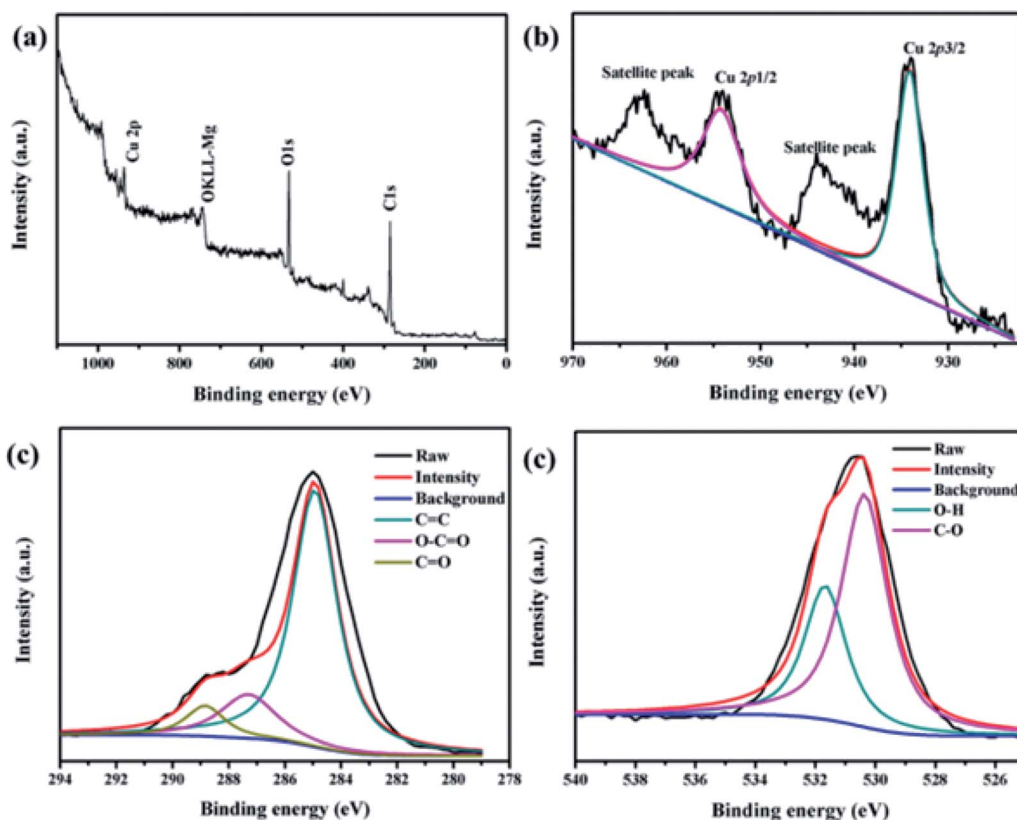 (a)
Cu 2p
OKLL-Mg
O1s
C1s
Intensity (a.u.)
1000 800 600 400 200 0
Binding energy (eV)
(b)
Satellite peak
Cu 2p1/2
Satellite peak
Cu 2p3/2
Intensity (a.u.)
970 960 950 940 930
Binding energy (eV)
(c)
Raw
Intensity
Background
C=C
O-C=O
C=O
Intensity (a.u.)
294 292 290 288 286 284 280 278
Binding energy (eV)
(c)
Raw
Intensity
Background
O-H
C-O
Intensity (a.u.)
540 538 536 534 532 530 528 526
Binding energy (eV)